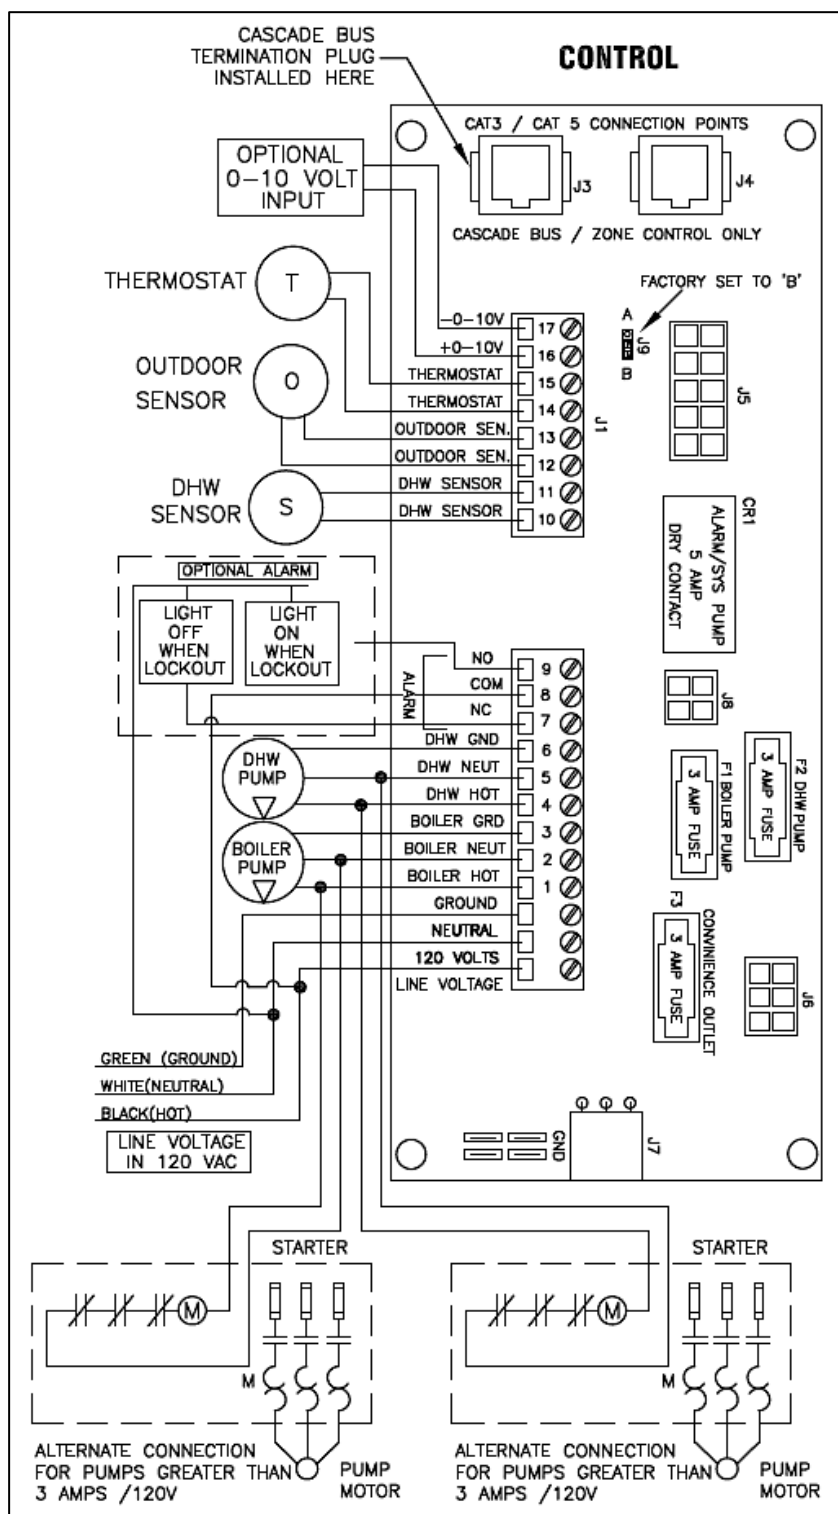 CASCADE BUS
TERMINATION PLUG
INSTALLED HERE
CONTROL
CAT3 / CAT 5 CONNECTION POINTS
OPTIONAL
0-10 VOLT
INPUT
J3
J4
CASCADE BUS / ZONE CONTROL ONLY
THERMOSTAT
T
FACTORY SET TO 'B'
A
J9
B
-0-10V
17
+0-10V
16
THERMOSTAT
15
THERMOSTAT
14
OUTDOOR SEN.
13
OUTDOOR SEN.
12
DHW SENSOR
11
DHW SENSOR
10
J1
J5
OUTDOOR
SENSOR
O
DHW
SENSOR
S
CR1
ALARM/SYS PUMP
5 AMP
DRY CONTACT
OPTIONAL ALARM
LIGHT
OFF
WHEN
LOCKOUT
LIGHT
ON
WHEN
LOCKOUT
ALARM
NO
9
COM
8
NC
7
DHW GND
6
DHW NEUT
5
DHW HOT
4
BOILER GRD
3
BOILER NEUT
2
BOILER HOT
1
GROUND
NEUTRAL
120 VOLTS
LINE VOLTAGE
J8
DHW
PUMP
BOILER
PUMP
F1 BOILER PUMP
3 AMP FUSE
F2 DHW PUMP
3 AMP FUSE
F3
3 AMP FUSE
CONVINIENCE OUTLET
J6
GREEN (GROUND)
WHITE(NEUTRAL)
BLACK(HOT)
LINE VOLTAGE
IN 120 VAC
GND
J7
STARTER
M
M
ALTERNATE CONNECTION
FOR PUMPS GREATER THAN
3 AMPS /120V
PUMP
MOTOR
STARTER
M
M
ALTERNATE CONNECTION
FOR PUMPS GREATER THAN
3 AMPS /120V
PUMP
MOTOR